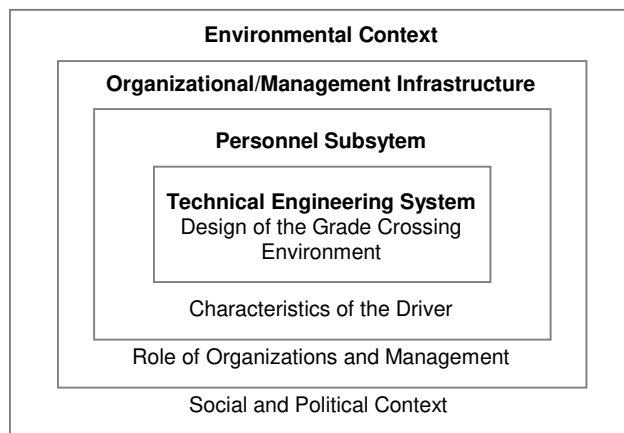 Environmental Context
Organizational/Management Infrastructure
Personnel Subsytem
Technical Engineering System
Design of the Grade Crossing
Environment
Characteristics of the Driver
Role of Organizations and Management
Social and Political Context